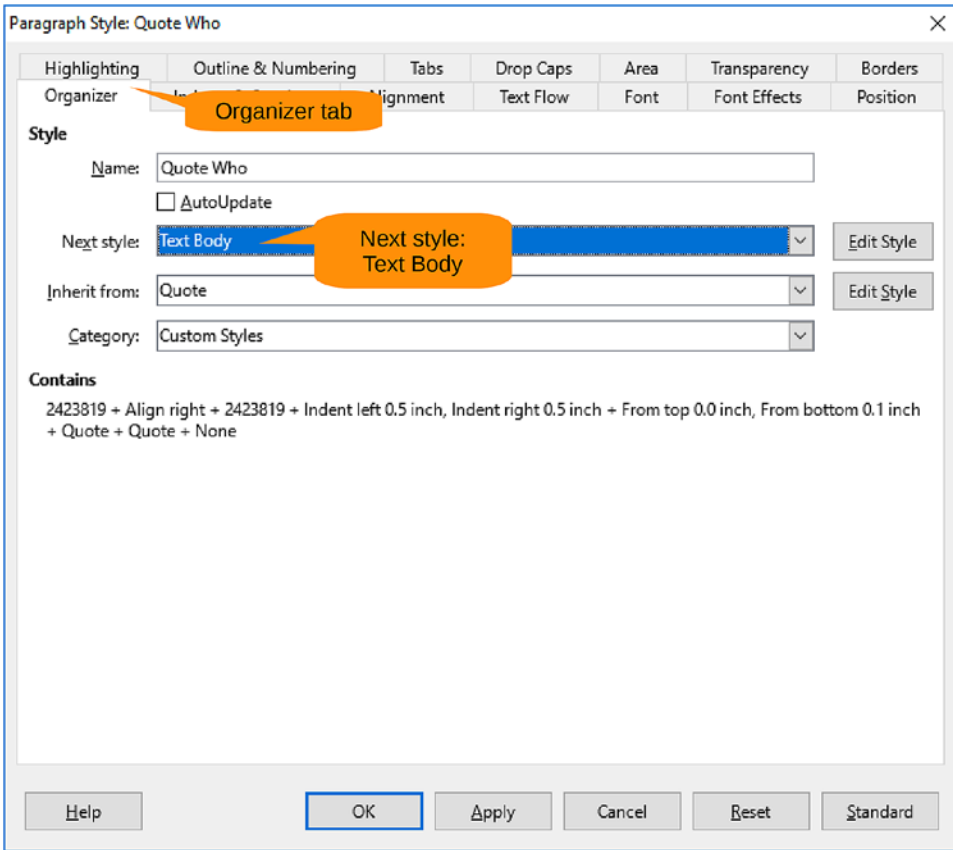 Paragraph Style: Quote Who
Highlighting Outline & Numbering Tabs Drop Caps Area Transparency Borders
Organizer Alignment Text Flow Font Font Effects Position
Organizer tab
Style
Name: Quote Who
AutoUpdate
Next style: Text Body Edit Style
Next style:
Text Body
Inherit from: Quote Edit Style
Category: Custom Styles
Contains
2423819 + Align right + 2423819 + Indent left 0.5 inch, Indent right 0.5 inch + From top 0.0 inch, From bottom 0.1 inch
+ Quote + Quote + None
Help OK Apply Cancel Reset Standard